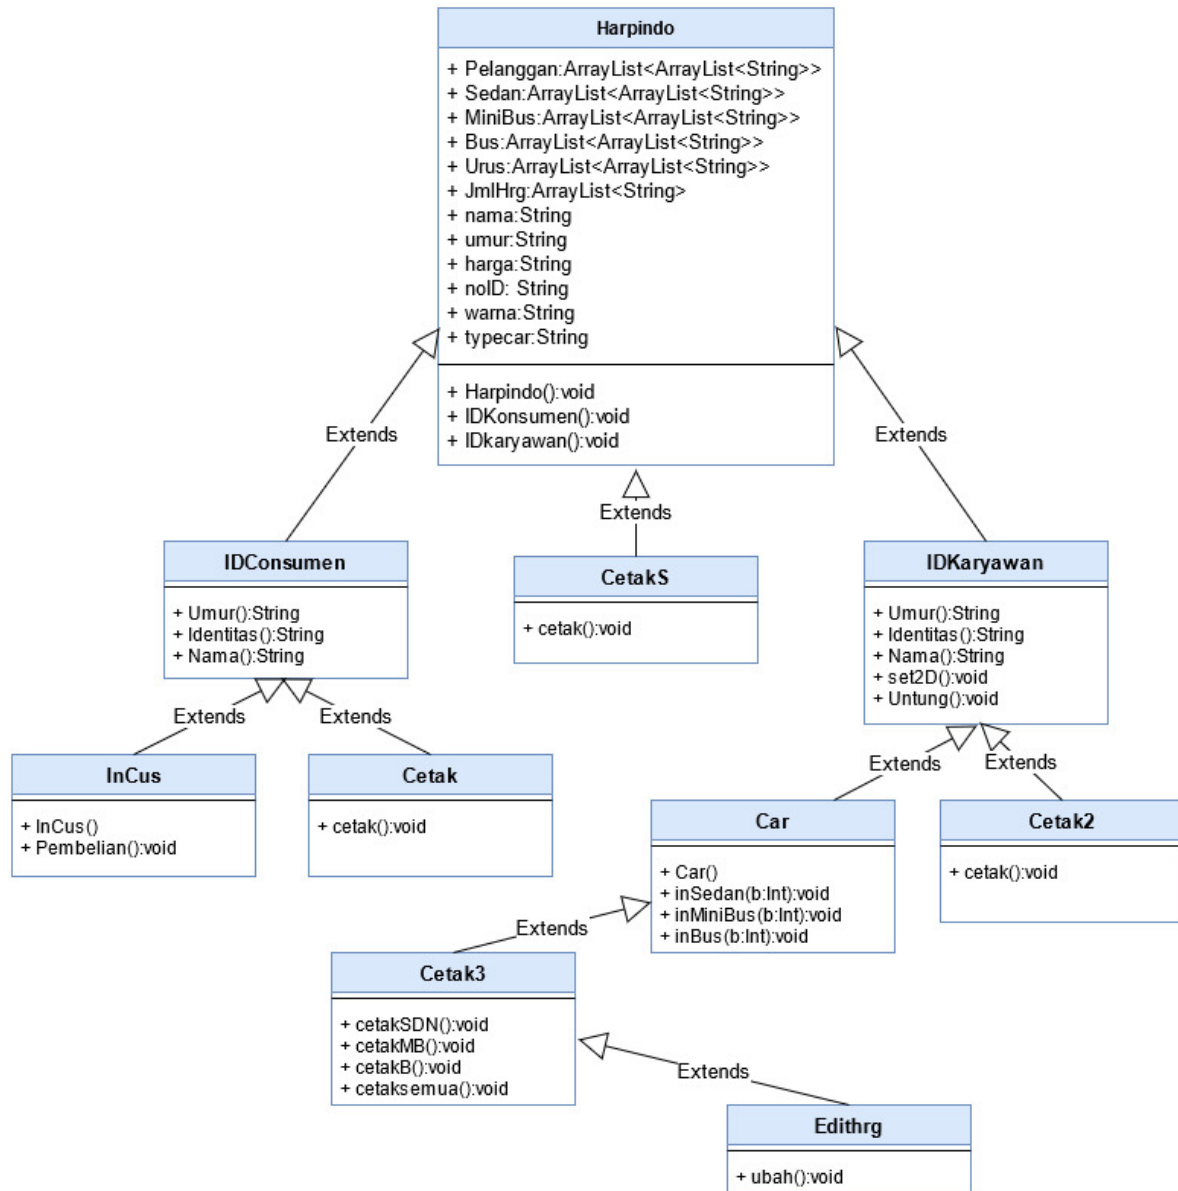 Harpindo
+ Pelanggan:ArrayList<ArrayList<String>>
+ Sedan:ArrayList<ArrayList<String>>
+ MiniBus:ArrayList<ArrayList<String>>
+ Bus:ArrayList<ArrayList<String>>
+ Urus:ArrayList<ArrayList<String>>
+ JmlHrg:ArrayList<String>
+ nama:String
+ umur:String
+ harga:String
+ noID: String
+ warna:String
+ typecar:String
+ Harpindo():void
+ IDKonsumen():void
+ IDkaryawan():void
Extends
Extends
Extends
IDConsumen
+ Umur():String
+ Identitas():String
+ Nama():String
CetakS
+ cetak():void
IDKaryawan
+ Umur():String
+ Identitas():String
+ Nama():String
+ set2D():void
+ Untung():void
Extends
Extends
Extends
Extends
InCus
+ InCus()
+ Pembelian():void
Cetak
+ cetak():void
Car
+ Car()
+ inSedan(b:Int):void
+ inMiniBus(b:Int):void
+ inBus(b:Int):void
Cetak2
+ cetak():void
Extends
Cetak3
+ cetakSDN():void
+ cetakMB():void
+ cetakB():void
+ cetaksemua():void
Extends
Edithrg
+ ubah():void